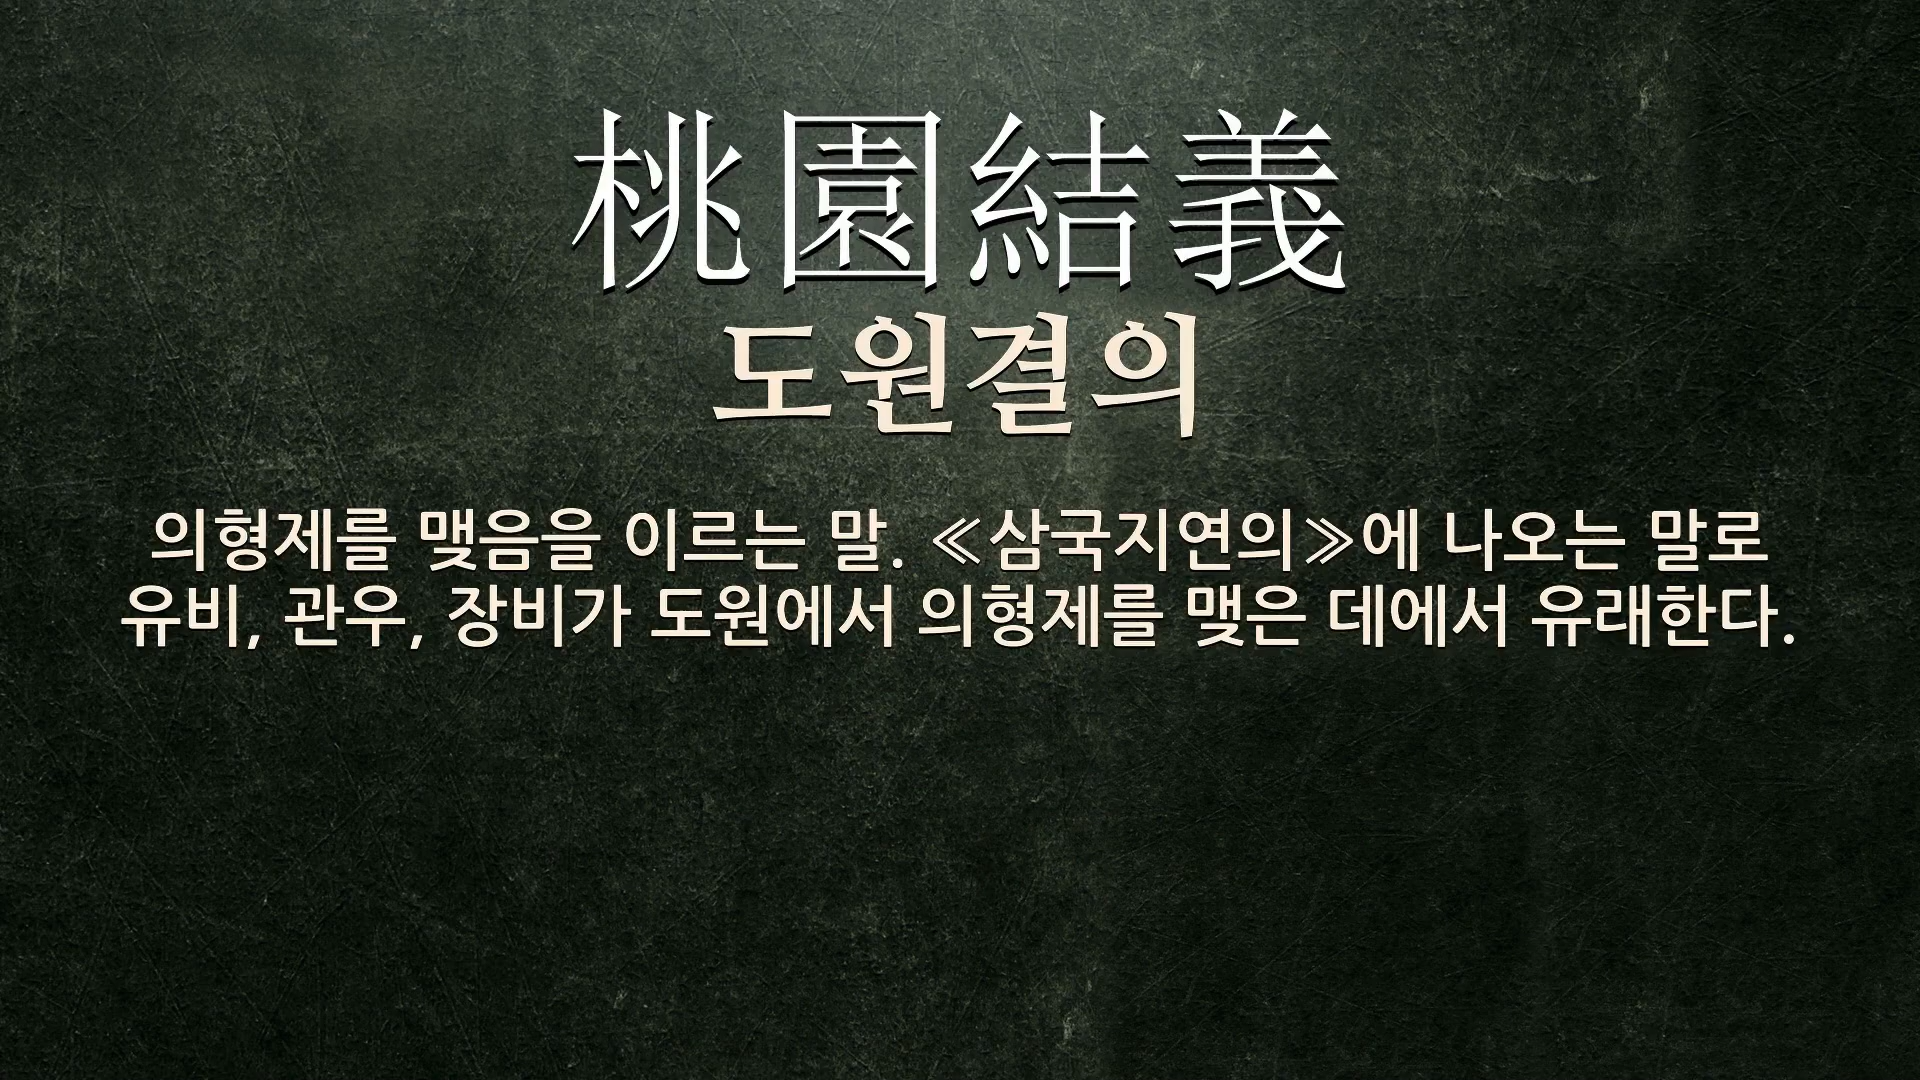 桃園結義
도원결의
의형제를 맺음을 이르는 말. ≪삼국지연의≫에 나오는 말로
유비, 관우, 장비가 도원에서 의형제를 맺은 데에서 유래한다.